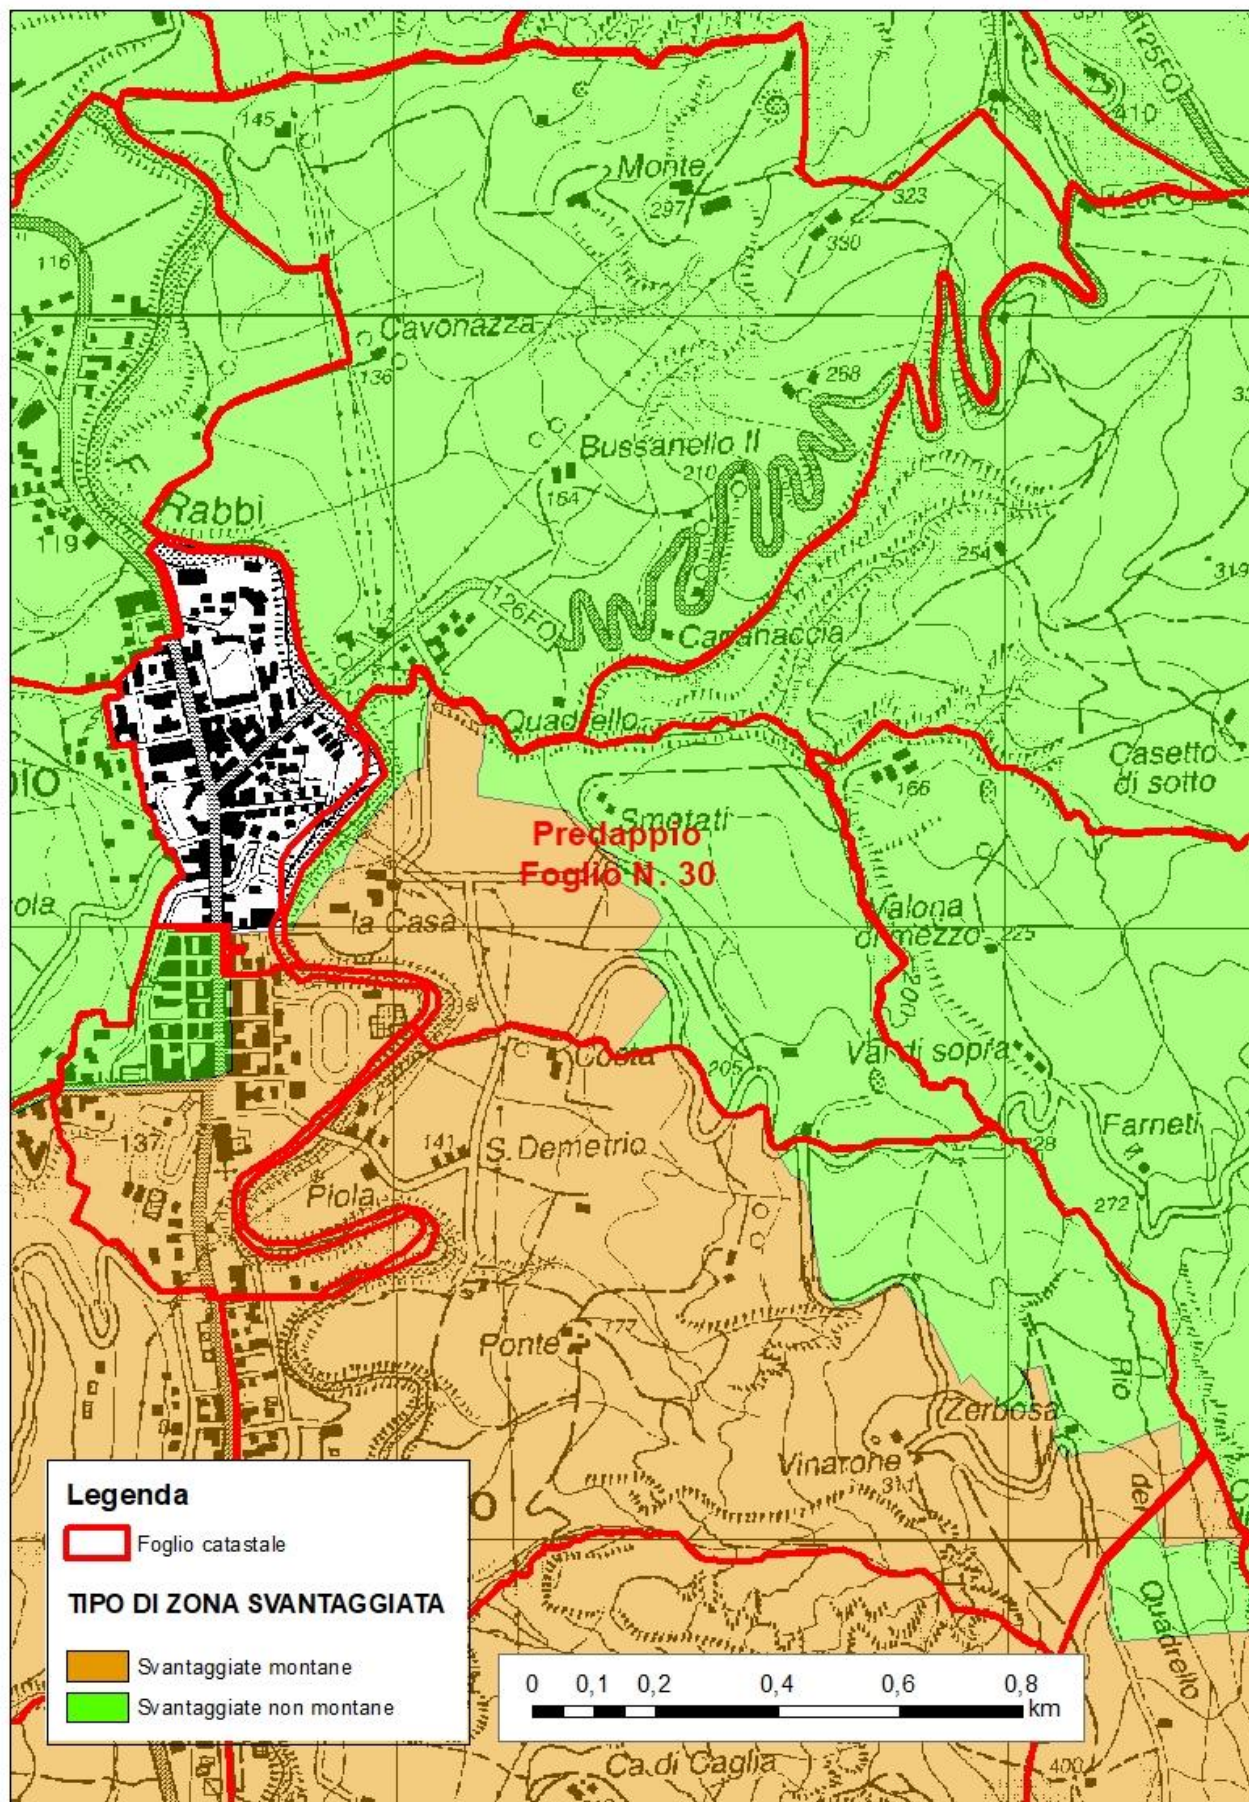 125FO
410
145
Monte
297
323
330
116
Cavonazza
136
268
Bussanello II
210
164
Rabbi
F.
119
254
319
126FO
Quadrello
Casetto
di sotto
166
Smetati
Predappio
Foglio N. 30
la Casa
Valona
di mezzo
225
200
Costa
205
Val di sopra
Farneti
137
141
S. Demetrio
272
Piola
Ponte
Rio
Zerbosa
Vinarone
311
del
Quadrello
Legenda
Foglio catastale
TIPO DI ZONA SVANTAGGIATA
Svantaggiate montane
Svantaggiate non montane
0 0,1 0,2 0,4 0,6 0,8
km
Ca di Caglia
400